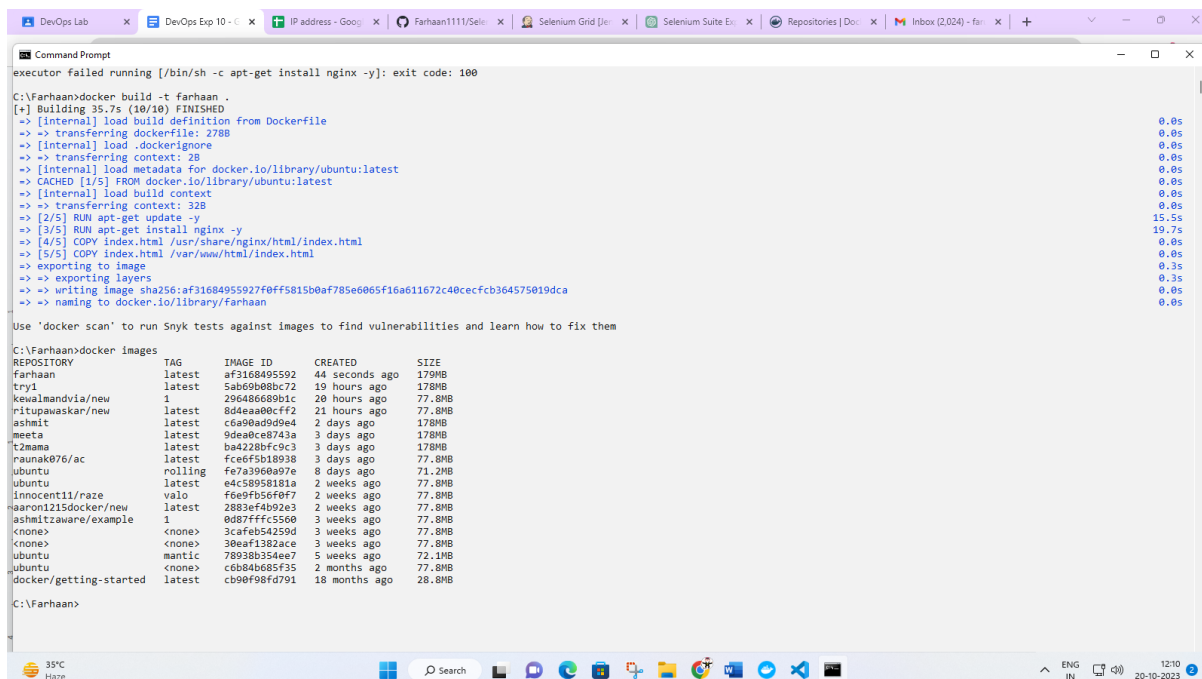 DevOps Lab
DevOps Exp 10 - G
IP address - Goog
Farhaan1111/Sele
Selenium Grid [Jer
Selenium Suite Ex
Repositories | Doc
Inbox (2,024) - far
Command Prompt
executor failed running [/bin/sh -c apt-get install nginx -y]: exit code: 100
C:\Farhaan>docker build -t farhaan .
[+] Building 35.7s (10/10) FINISHED
=> [internal] load build definition from Dockerfile 0.0s
=> => transferring dockerfile: 278B 0.0s
=> [internal] load .dockerignore 0.0s
=> => transferring context: 2B 0.0s
=> [internal] load metadata for docker.io/library/ubuntu:latest 0.0s
=> CACHED [1/5] FROM docker.io/library/ubuntu:latest 0.0s
=> [internal] load build context 0.0s
=> => transferring context: 32B 0.0s
=> [2/5] RUN apt-get update -y 15.5s
=> [3/5] RUN apt-get install nginx -y 19.7s
=> [4/5] COPY index.html /usr/share/nginx/html/index.html 0.0s
=> [5/5] COPY index.html /var/www/html/index.html 0.0s
=> exporting to image 0.3s
=> => exporting layers 0.3s
=> => writing image sha256:af31684955927f0ff5815b0af785e6065f16a611672c40cecfcb364575019dca 0.0s
=> => naming to docker.io/library/farhaan 0.0s
Use 'docker scan' to run Snyk tests against images to find vulnerabilities and learn how to fix them
C:\Farhaan>docker images
REPOSITORY TAG IMAGE ID CREATED SIZE
farhaan latest af3168495592 44 seconds ago 179MB
try1 latest 5ab69b08bc72 19 hours ago 178MB
kewalmandvia/new 1 296486689b1c 20 hours ago 77.8MB
ritupawaskar/new latest 8d4eaa00cff2 21 hours ago 77.8MB
ashmit latest c6a90ad9d9e4 2 days ago 178MB
meeta latest 9dea0ce8743a 3 days ago 178MB
t2mama latest ba4228bfc9c3 3 days ago 178MB
raunak076/ac latest fce6f5b18938 3 days ago 77.8MB
ubuntu rolling fe7a3960a97e 8 days ago 71.2MB
ubuntu latest e4c58958181a 2 weeks ago 77.8MB
innocent11/raze valo f6e9fb56f0f7 2 weeks ago 77.8MB
aaron1215docker/new latest 2883ef4b92e3 2 weeks ago 77.8MB
ashmitzaware/example 1 0d87fffc5560 3 weeks ago 77.8MB
<none> <none> 3cafeb54259d 3 weeks ago 77.8MB
<none> <none> 30eaf1382ace 3 weeks ago 77.8MB
ubuntu mantic 78938b354ee7 5 weeks ago 72.1MB
ubuntu <none> c6b84b685f35 2 months ago 77.8MB
docker/getting-started latest cb90f98fd791 18 months ago 28.8MB
C:\Farhaan>
35°C
Haze
Search
ENG
IN
12:10
20-10-2023
2